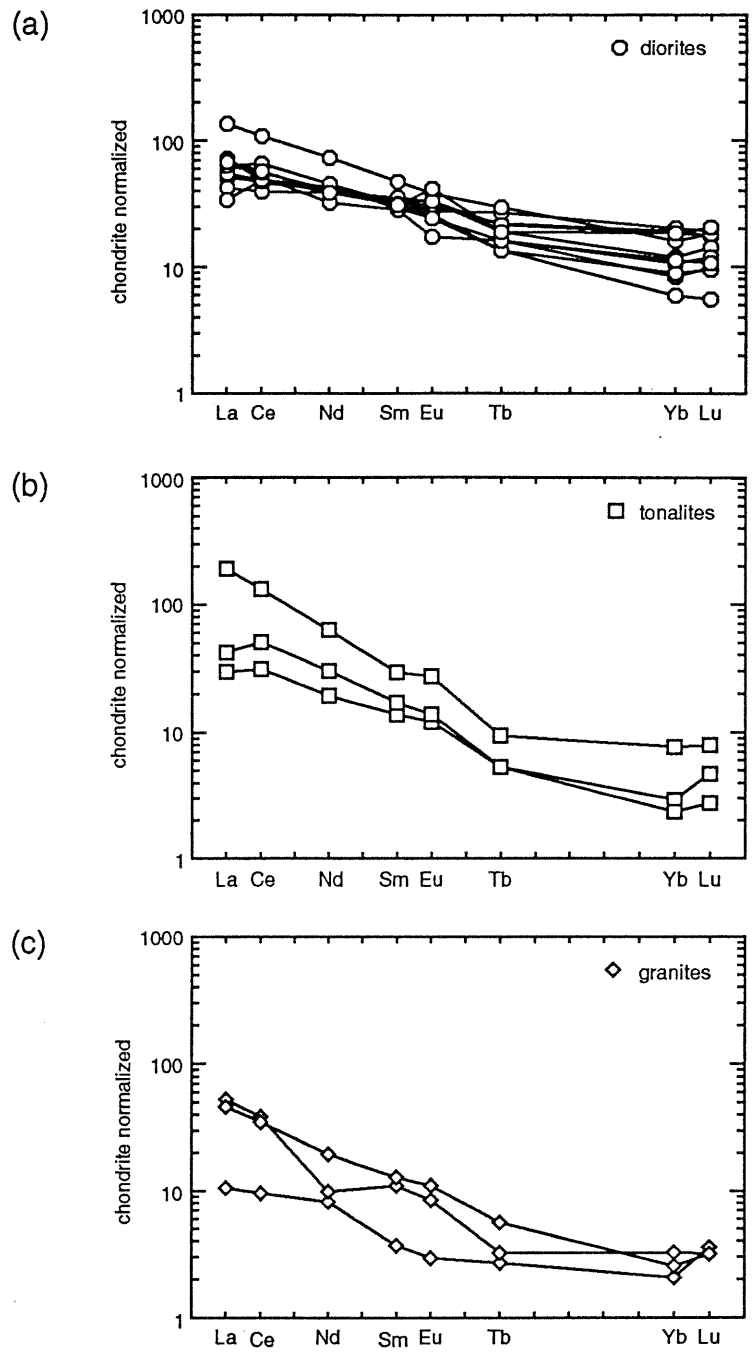 (a)
1000
diorites
100
chondrite normalized
10
1
La Ce Nd Sm Eu Tb Yb Lu
(b)
1000
tonalites
100
chondrite normalized
10
1
La Ce Nd Sm Eu Tb Yb Lu
(c)
1000
granites
100
chondrite normalized
10
1
La Ce Nd Sm Eu Tb Yb Lu